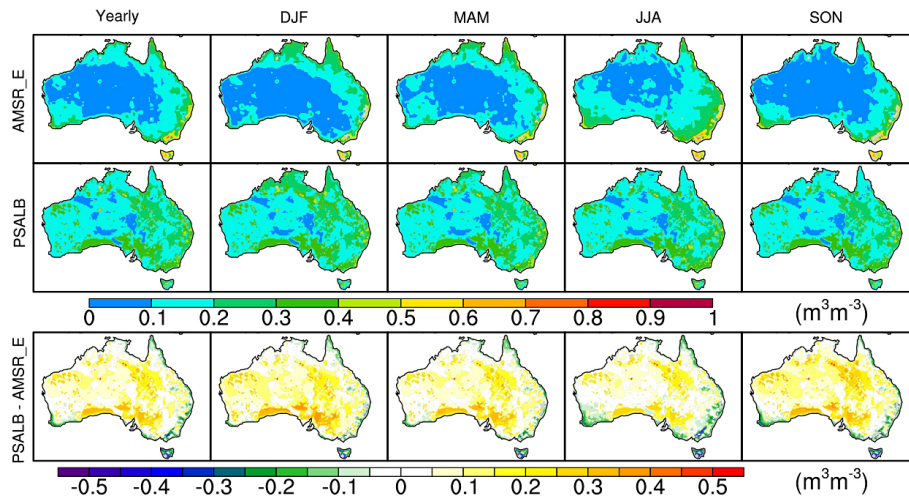 Yearly DJF MAM JJA SON
AMSR_E
PSALB
0 0.1 0.2 0.3 0.4 0.5 0.6 0.7 0.8 0.9 1 (m³m⁻³)
PSALB - AMSR_E
-0.5 -0.4 -0.3 -0.2 -0.1 0 0.1 0.2 0.3 0.4 0.5 (m³m⁻³)